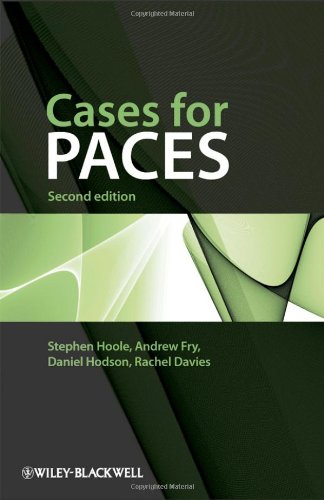 Cases for
PACES
Second edition
Stephen Hoole, Andrew Fry,
Daniel Hodson, Rachel Davies
WILEY-BLACKWELL